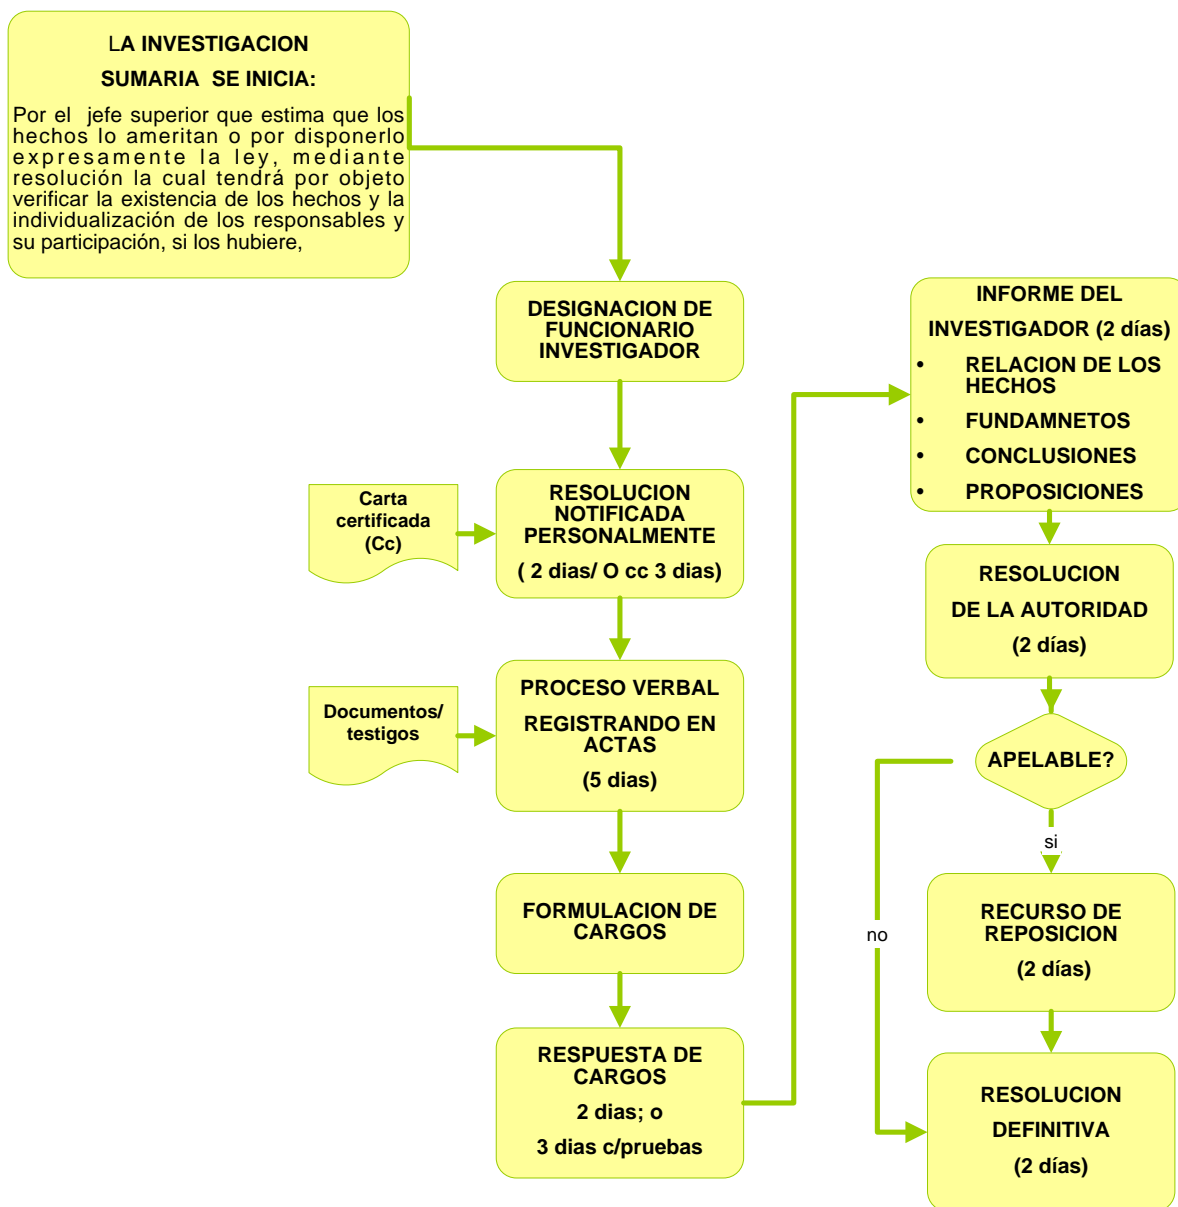 LA INVESTIGACION
SUMARIA SE INICIA:
Por el jefe superior que estima que los
hechos lo ameritan o por disponerlo
expresamente la ley, mediante
resolución la cual tendrá por objeto
verificar la existencia de los hechos y la
individualización de los responsables y
su participación, si los hubiere,
DESIGNACION DE
FUNCIONARIO
INVESTIGADOR
Carta
certificada
(Cc)
RESOLUCION
NOTIFICADA
PERSONALMENTE
( 2 dias/ O cc 3 dias)
Documentos/
testigos
PROCESO VERBAL
REGISTRANDO EN
ACTAS
(5 dias)
FORMULACION DE
CARGOS
RESPUESTA DE
CARGOS
2 dias; o
3 dias c/pruebas
INFORME DEL
INVESTIGADOR (2 días)
• RELACION DE LOS
HECHOS
• FUNDAMNETOS
• CONCLUSIONES
• PROPOSICIONES
RESOLUCION
DE LA AUTORIDAD
(2 días)
APELABLE?
si
no
RECURSO DE
REPOSICION
(2 días)
RESOLUCION
DEFINITIVA
(2 días)